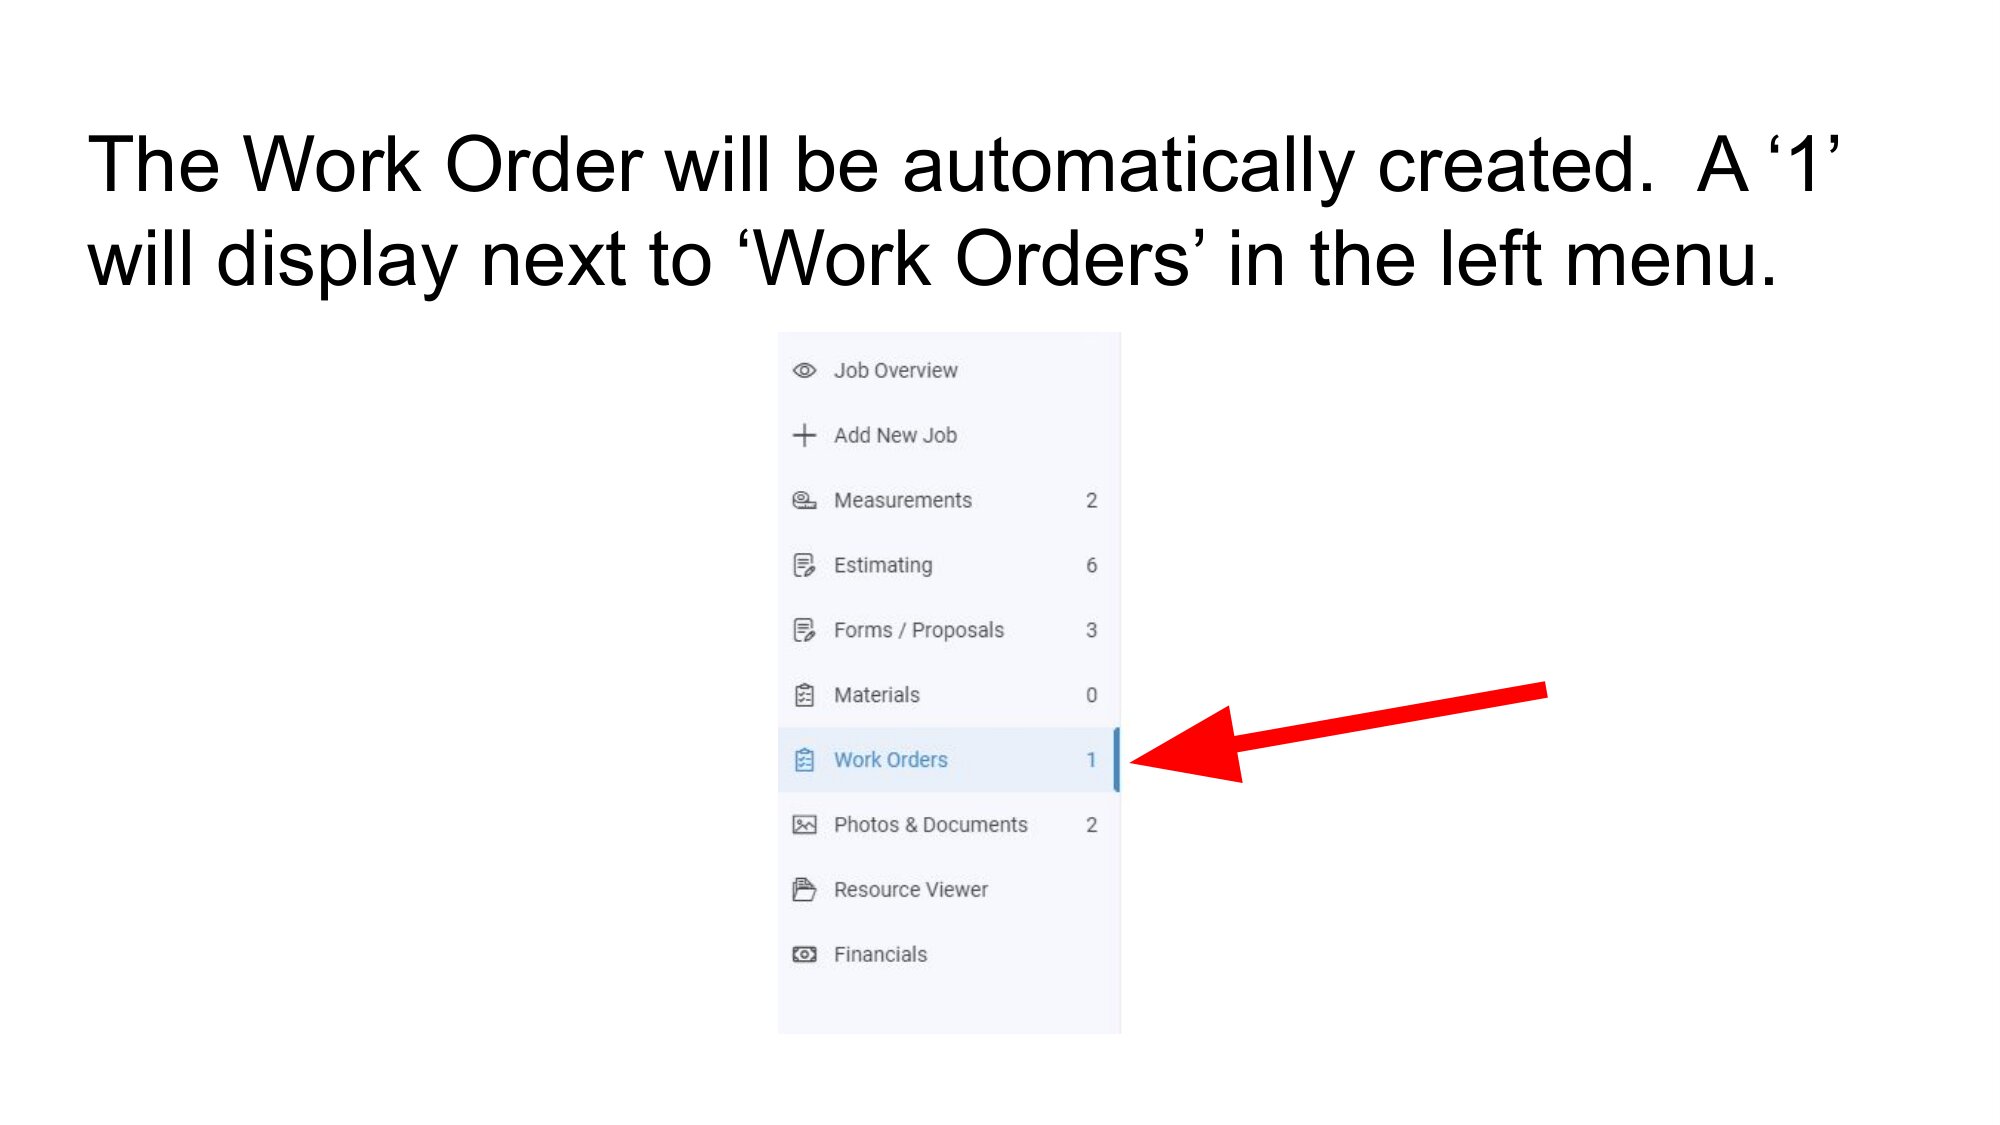 The Work Order will be automatically created.  A ‘1’
will display next to ‘Work Orders’ in the left menu.
Job Overview
Add New Job
Measurements 2
Estimating 6
Forms / Proposals 3
Materials 0
Work Orders 1
Photos & Documents 2
Resource Viewer
Financials